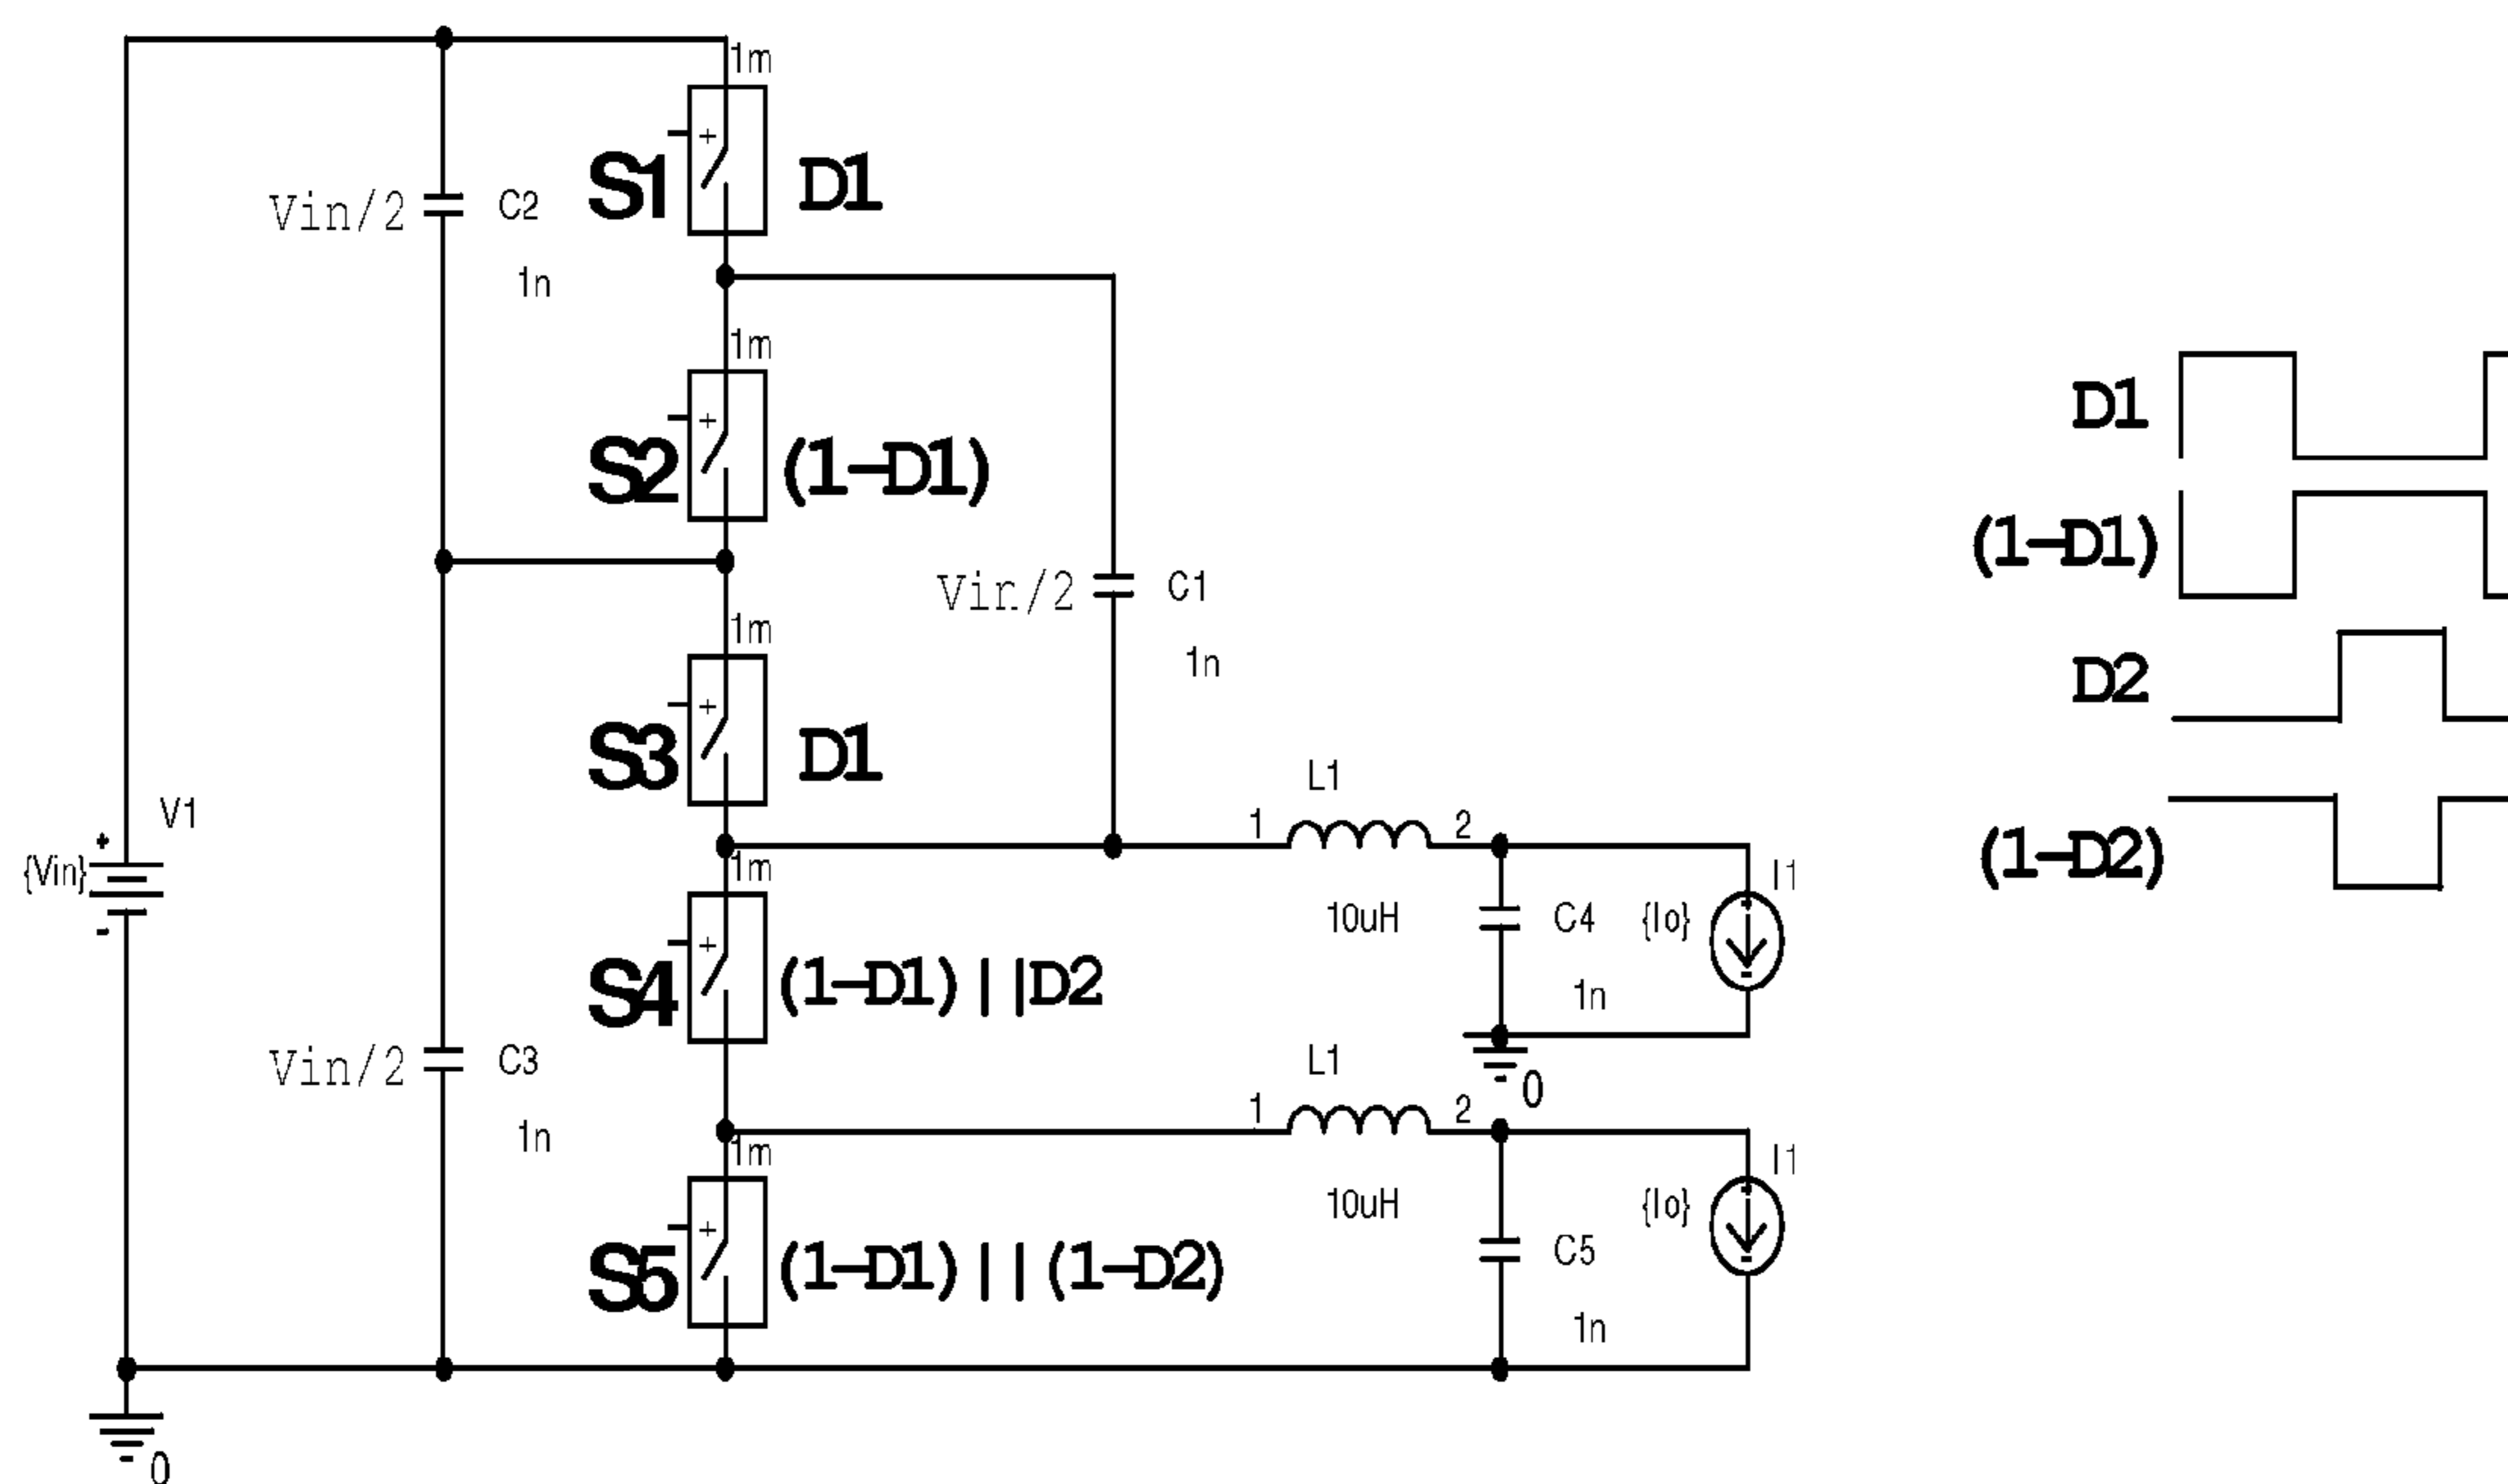 1m
S1
+
D1
Vin/2
C2
1n
1m
S2
+
(1-D1)
D1
(1-D1)
Vin/2
C1
1n
1m
S3
+
D1
D2
(1-D2)
V1
+
{Vin}
-
L1
1
2
10uH
1m
S4
+
(1-D1)||D2
C4
1n
I1
{Io}
0
Vin/2
C3
1n
L1
1
2
10uH
1m
S5
+
(1-D1)||(1-D2)
C5
1n
I1
{Io}
0